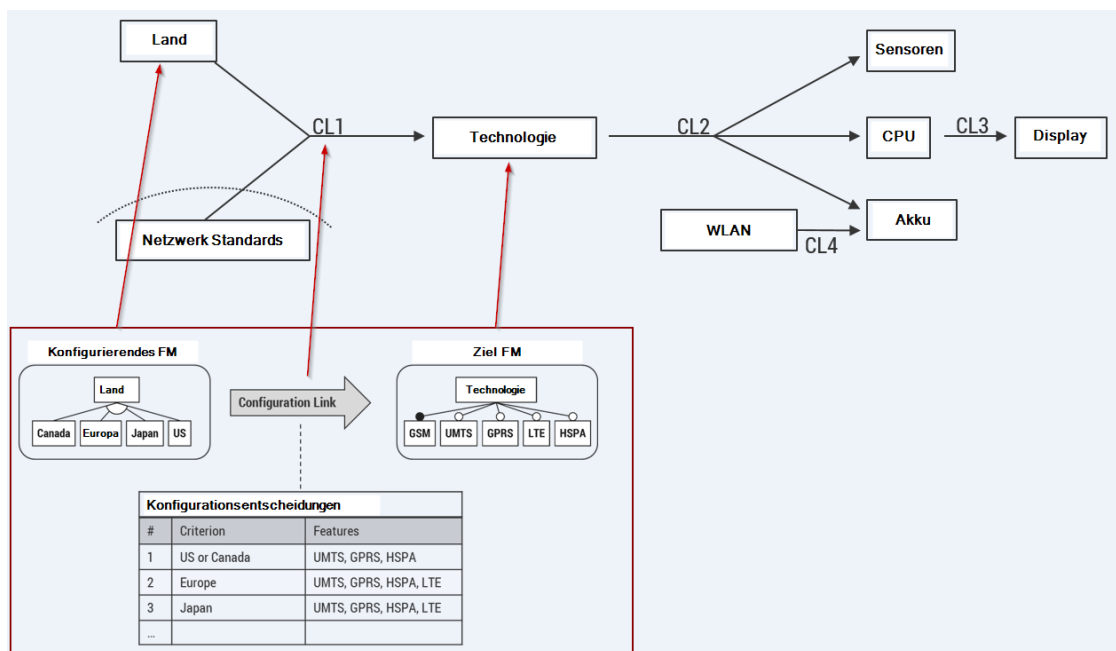 Land
Sensoren
CL1
Technologie
CL2
CPU
CL3
Display
Netzwerk Standards
WLAN
CL4
Akku
Konfigurierendes FM
Land
Canada
Europa
Japan
US
Configuration Link
Ziel FM
Technologie
GSM
UMTS
GPRS
LTE
HSPA
Konfigurationsentscheidungen
# Criterion Features
1 US or Canada UMTS, GPRS, HSPA
2 Europe UMTS, GPRS, HSPA, LTE
3 Japan UMTS, GPRS, HSPA, LTE
...